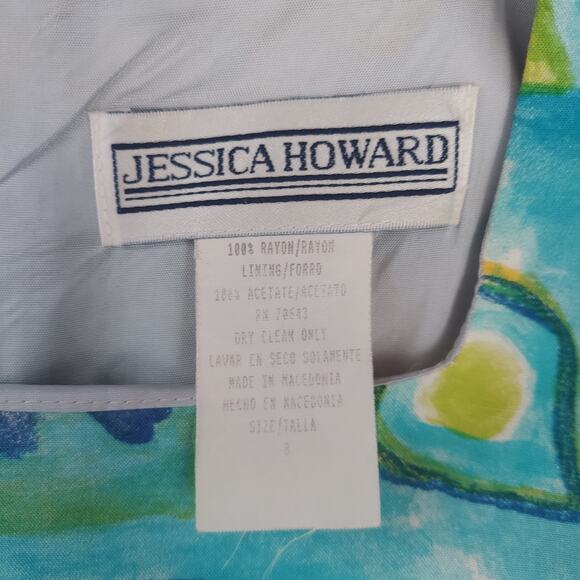 JESSICA HOWARD
100% RAYON/RAYON
LINING/FORRO
100% ACETATE/ACETATO
RN 70643
DRY CLEAN ONLY
LAVAR EN SECO SOLAMENTE
MADE IN MACEDONIA
HECHO EN MACEDONIA
SIZE/TALLA
8